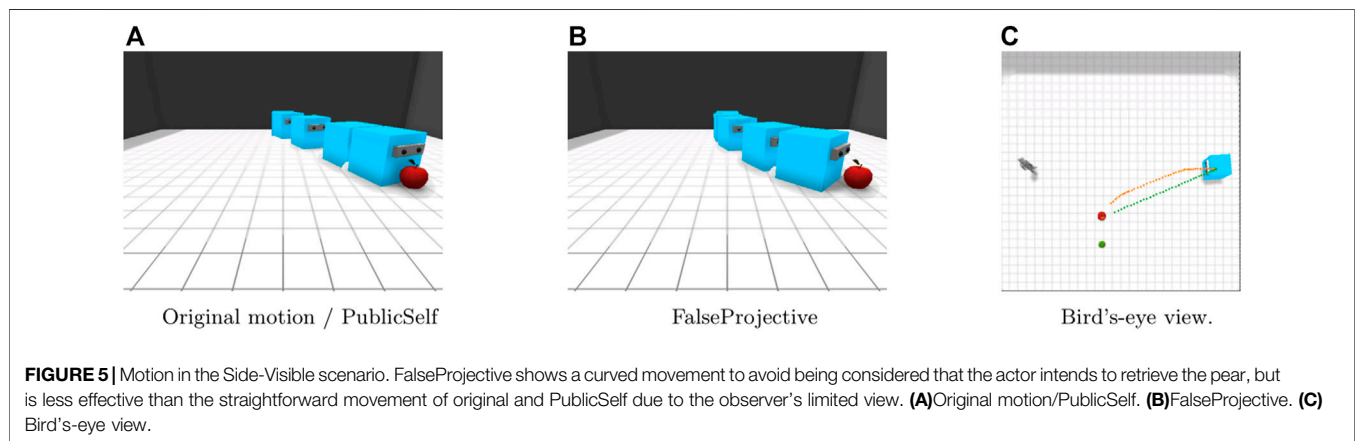 A
B
C
Original motion / PublicSelf
FalseProjective
Bird's-eye view.
FIGURE 5 | Motion in the Side-Visible scenario. FalseProjective shows a curved movement to avoid being considered that the actor intends to retrieve the pear, but
is less effective than the straightforward movement of original and PublicSelf due to the observer's limited view. (A)Original motion/PublicSelf. (B)FalseProjective. (C)
Bird's-eye view.